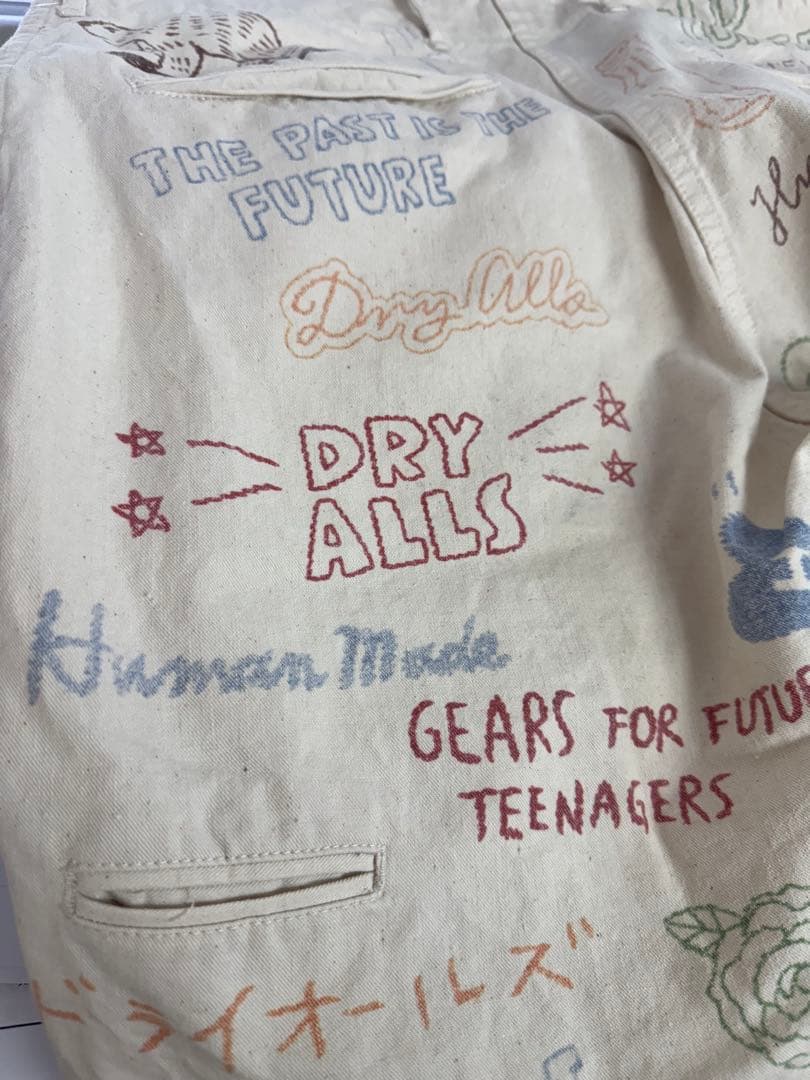 THE PAST IS THE
FUTURE
Dry Alls
DRY
ALLS
Human Made
GEARS FOR
TEENAGERS
ドライオールズ